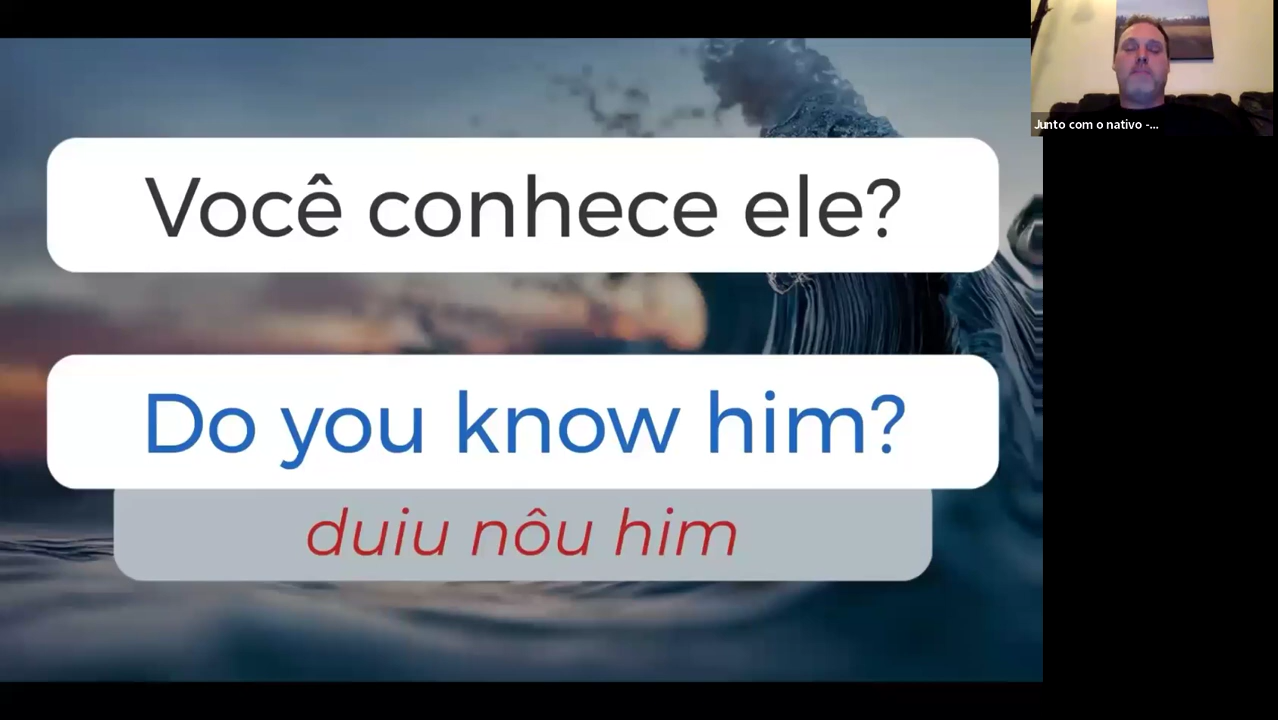 Você conhece ele?
Do you know him?
duiu nôu him
Junto com o nativo -...